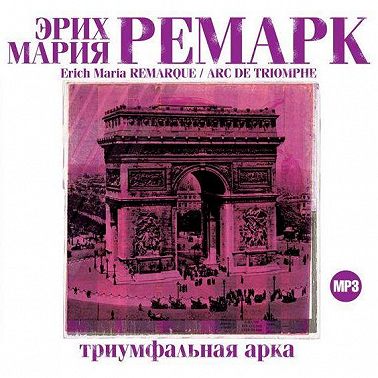 ЭРИХ
МАРИЯ
РЕМАРК
Erich Maria REMARQUE / ARC DE TRIOMPHE
MP3
триумфальная арка